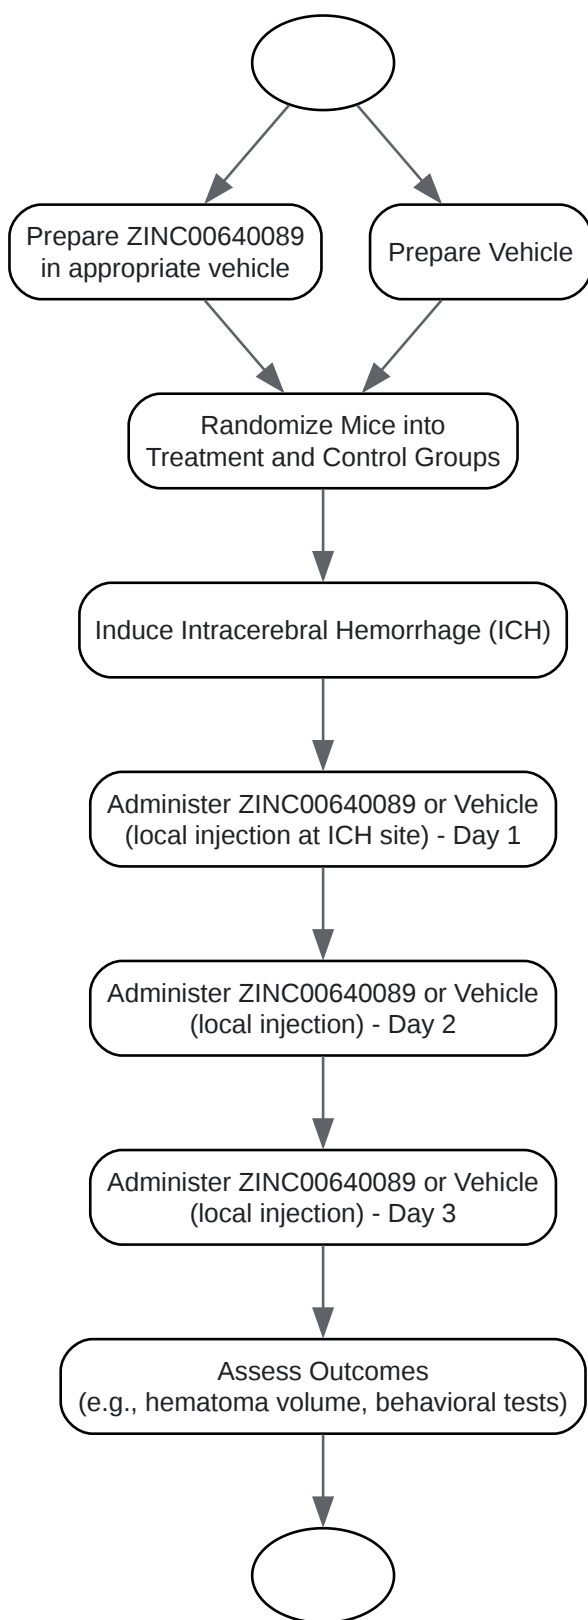 Prepare ZINC00640089
in appropriate vehicle
Prepare Vehicle
Randomize Mice into
Treatment and Control Groups
Induce Intracerebral Hemorrhage (ICH)
Administer ZINC00640089 or Vehicle
(local injection at ICH site) - Day 1
Administer ZINC00640089 or Vehicle
(local injection) - Day 2
Administer ZINC00640089 or Vehicle
(local injection) - Day 3
Assess Outcomes
(e.g., hematoma volume, behavioral tests)